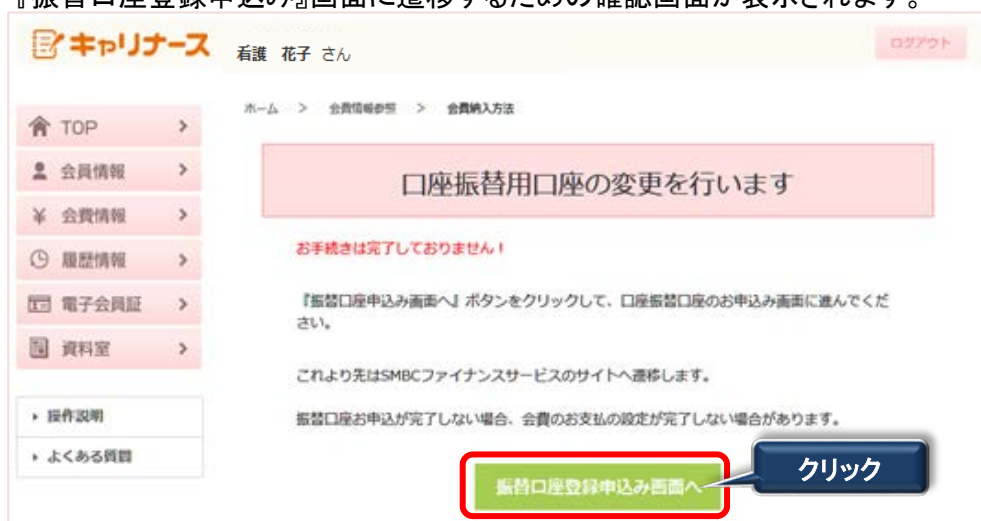 『振替口座登録申込み』画面に遷移するための確認画面が表示されます。
キャリナース 看護 花子 さん ログアウト
ホーム > 会費情報参照 > 会費納入方法
TOP
会員情報
会費情報
履歴情報
電子会員証
資料室
操作説明
よくある質問
口座振替用口座の変更を行います
お手続きは完了しておりません！
『振替口座申込み画面へ』ボタンをクリックして、口座振替口座のお申込み画面に進んでくだ
さい。
これより先はSMBCファイナンスサービスのサイトへ遷移します。
振替口座お申込が完了しない場合、会費のお支払の設定が完了しない場合があります。
振替口座登録申込み画面へ
クリック